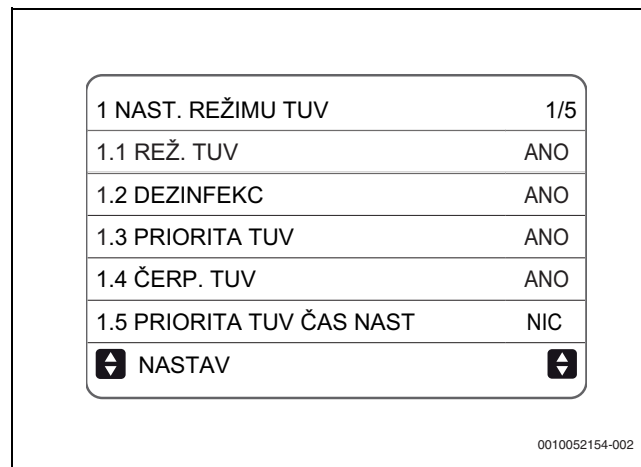 1 NAST. REŽIMU TUV 1/5
1.1 REŽ. TUV ANO
1.2 DEZINFEKC ANO
1.3 PRIORITA TUV ANO
1.4 ČERP. TUV ANO
1.5 PRIORITA TUV ČAS NAST NIC
NASTAV
0010052154-002